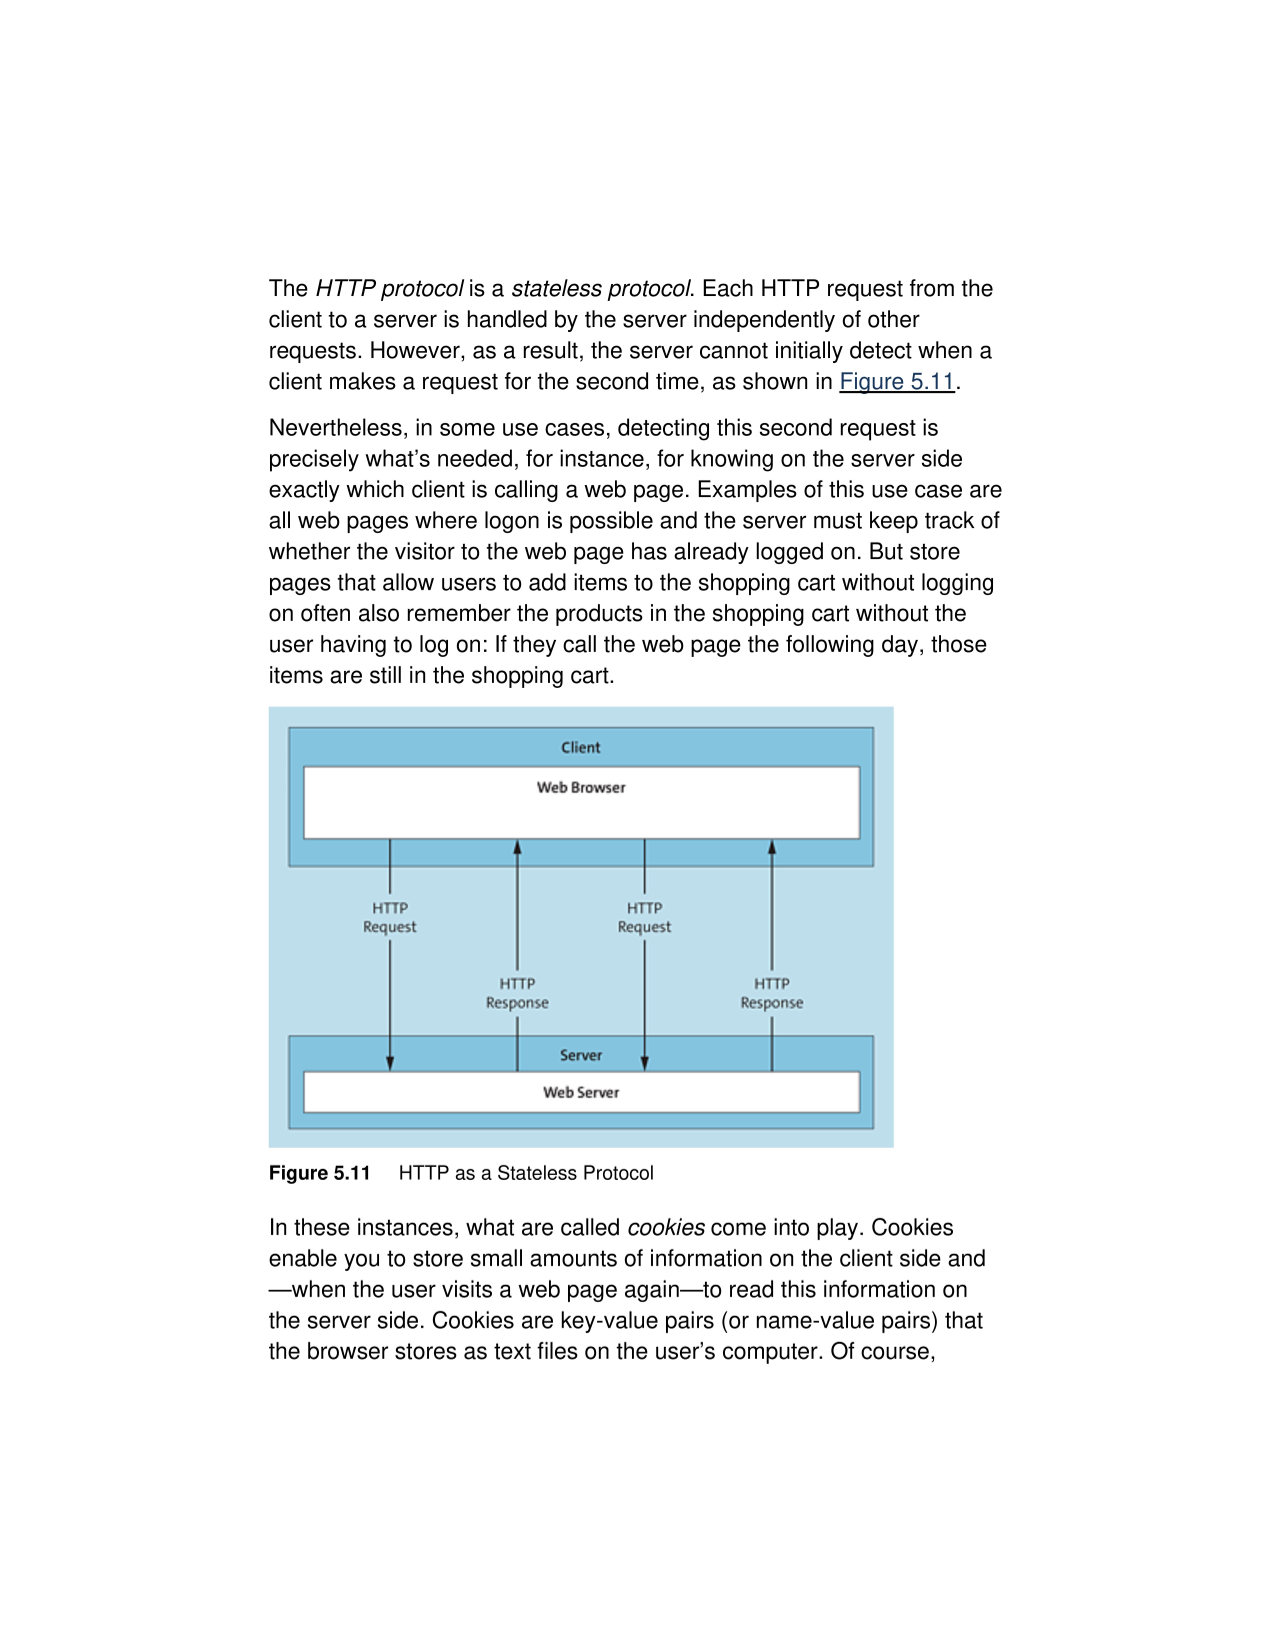 The HTTP protocol is a stateless protocol. Each HTTP request from the
client to a server is handled by the server independently of other
requests. However, as a result, the server cannot initially detect when a
client makes a request for the second time, as shown in Figure 5.11.
Nevertheless, in some use cases, detecting this second request is
precisely what’s needed, for instance, for knowing on the server side
exactly which client is calling a web page. Examples of this use case are
all web pages where logon is possible and the server must keep track of
whether the visitor to the web page has already logged on. But store
pages that allow users to add items to the shopping cart without logging
on often also remember the products in the shopping cart without the
user having to log on: If they call the web page the following day, those
items are still in the shopping cart.
Client
Web Browser
HTTP
Request
HTTP
Response
HTTP
Request
HTTP
Response
Server
Web Server
Figure 5.11 HTTP as a Stateless Protocol
In these instances, what are called cookies come into play. Cookies
enable you to store small amounts of information on the client side and
—when the user visits a web page again—to read this information on
the server side. Cookies are key-value pairs (or name-value pairs) that
the browser stores as text files on the user’s computer. Of course,